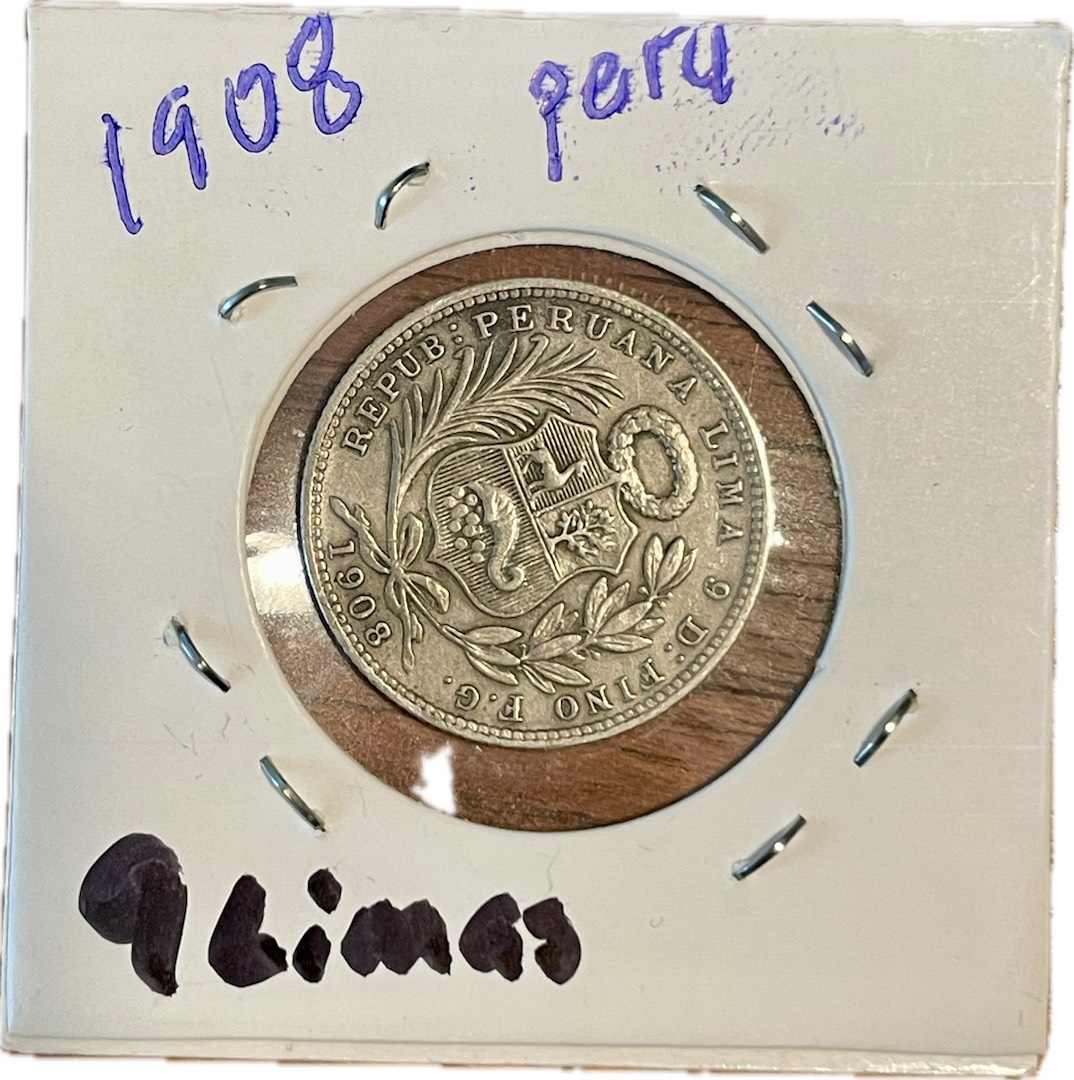 1908 peru
REPUB: PERUANA LIMA 9 D: FINO F.G.
1908
9 Limas